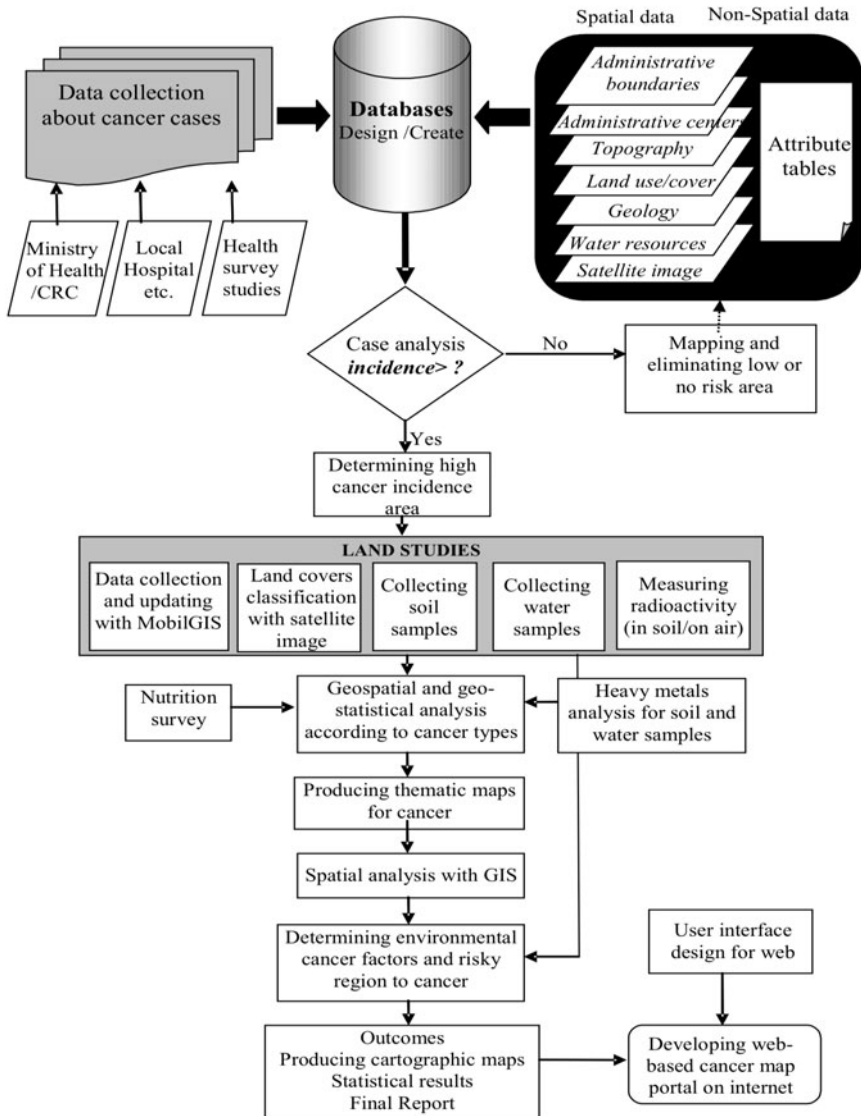 Spatial data
Non-Spatial data
Data collection
about cancer cases
Databases
Design /Create
Administrative
boundaries
Administrative centers
Topography
Land use/cover
Geology
Water resources
Satellite image
Attribute
tables
Ministry
of Health
/CRC
Local
Hospital
etc.
Health
survey
studies
Case analysis
incidence> ?
No
Mapping and
eliminating low or
no risk area
Yes
Determining high
cancer incidence
area
LAND STUDIES
Data collection
and updating
with MobilGIS
Land covers
classification
with satellite
image
Collecting
soil
samples
Collecting
water
samples
Measuring
radioactivity
(in soil/on air)
Nutrition
survey
Geospatial and geo-
statistical analysis
according to cancer types
Heavy metals
analysis for soil and
water samples
Producing thematic maps
for cancer
Spatial analysis with GIS
Determining environmental
cancer factors and risky
region to cancer
User interface
design for web
Outcomes
Producing cartographic maps
Statistical results
Final Report
Developing web-
based cancer map
portal on internet